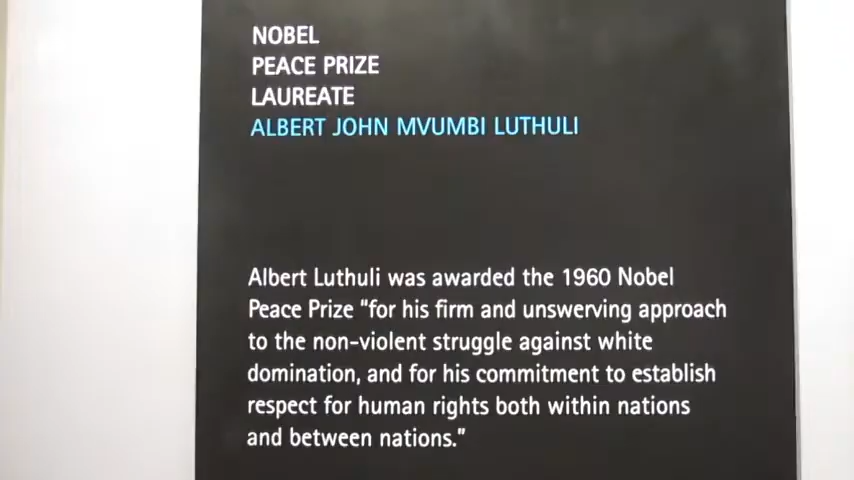 NOBEL
PEACE PRIZE
LAUREATE
ALBERT JOHN MVUMBI LUTHULI
Albert Luthuli was awarded the 1960 Nobel
Peace Prize "for his firm and unswerving approach
to the non-violent struggle against white
domination, and for his commitment to establish
respect for human rights both within nations
and between nations."